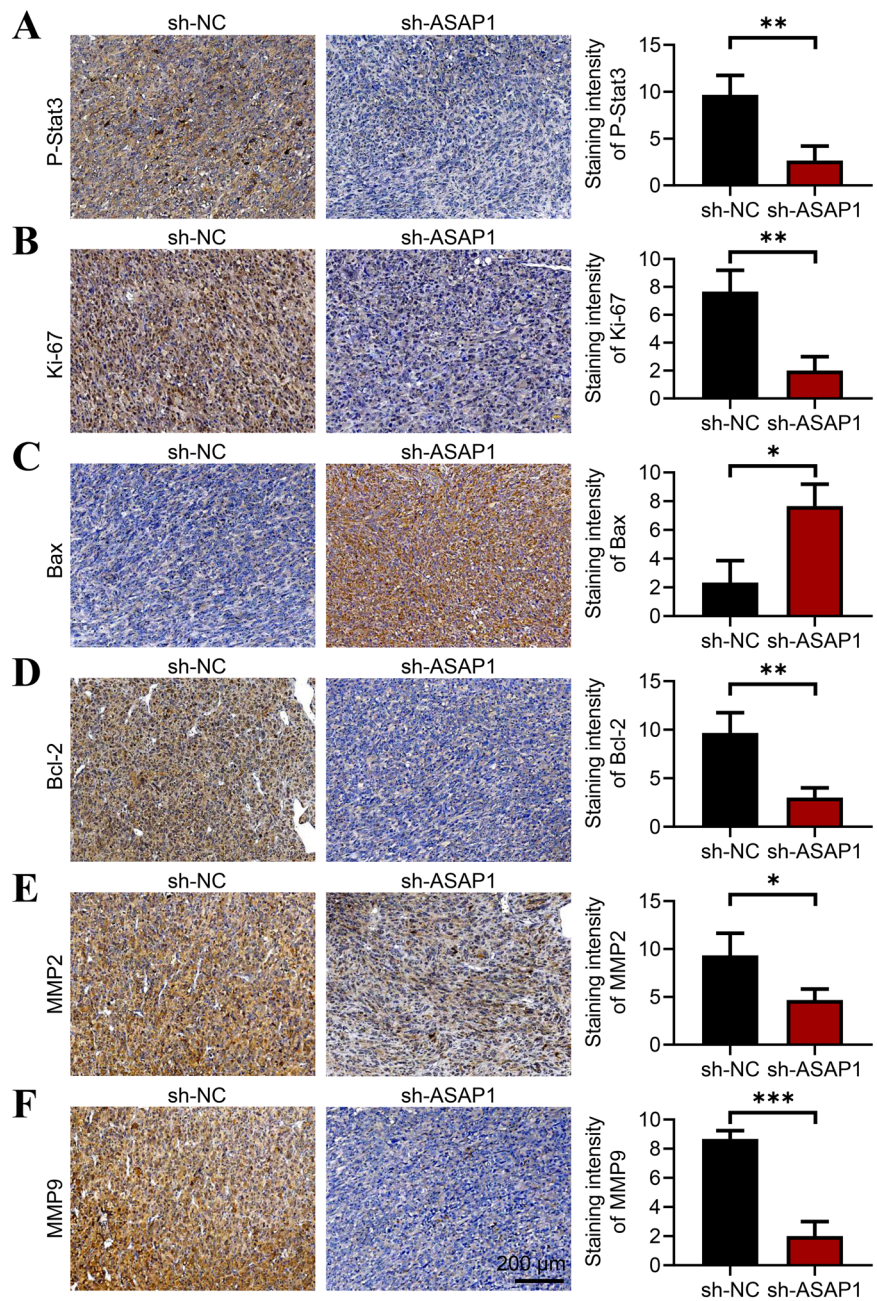 A
sh-NC
sh-ASAP1
P-Stat3
Staining intensity
of P-Stat3
15
10
5
0
**
sh-NC
sh-ASAP1
B
sh-NC
sh-ASAP1
Ki-67
Staining intensity
of Ki-67
10
8
6
4
2
0
**
sh-NC
sh-ASAP1
C
sh-NC
sh-ASAP1
Bax
Staining intensity
of Bax
10
8
6
4
2
0
*
sh-NC
sh-ASAP1
D
sh-NC
sh-ASAP1
Bcl-2
Staining intensity
of Bcl-2
15
10
5
0
**
sh-NC
sh-ASAP1
E
sh-NC
sh-ASAP1
MMP2
Staining intensity
of MMP2
15
10
5
0
*
sh-NC
sh-ASAP1
F
sh-NC
sh-ASAP1
MMP9
200 μm
Staining intensity
of MMP9
10
8
6
4
2
0
***
sh-NC
sh-ASAP1